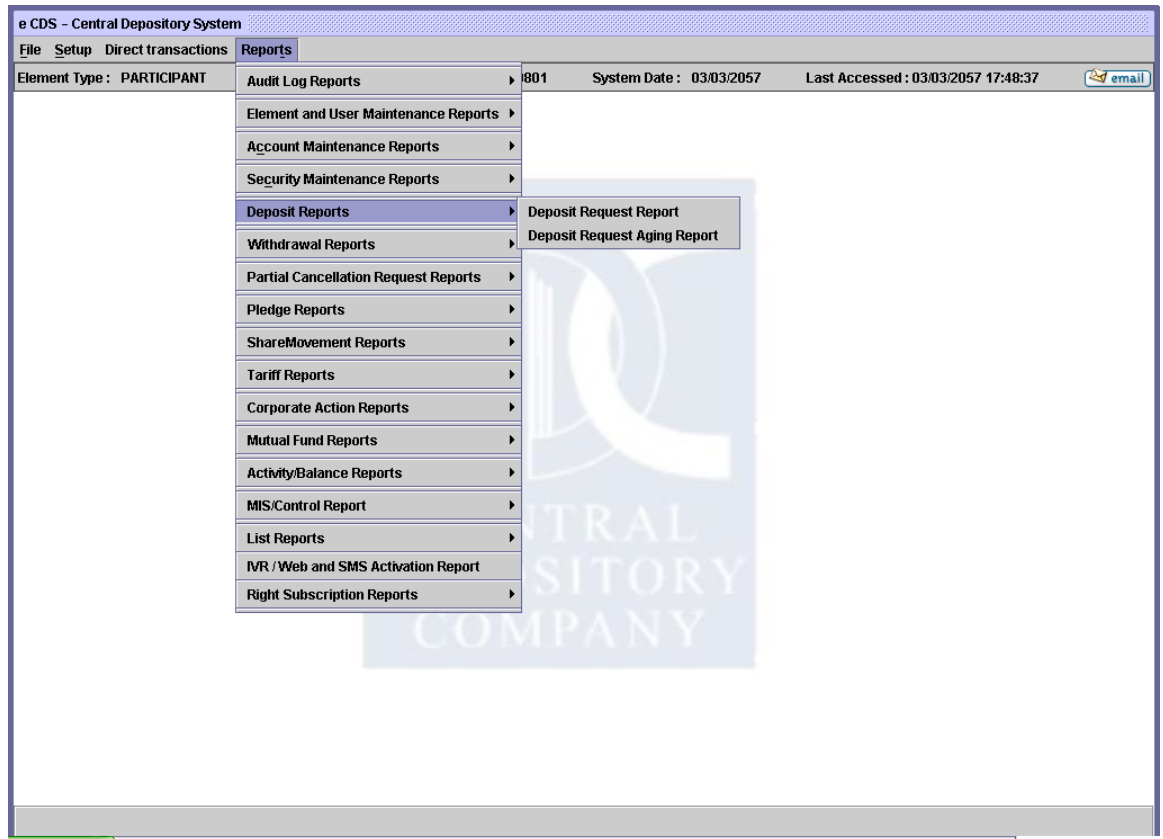 e CDS – Central Depository System
File Setup Direct transactions Reports
Element Type : PARTICIPANT 801 System Date : 03/03/2057 Last Accessed : 03/03/2057 17:48:37 email
Audit Log Reports
Element and User Maintenance Reports
Account Maintenance Reports
Security Maintenance Reports
Deposit Reports
Deposit Request Report
Deposit Request Aging Report
Withdrawal Reports
Partial Cancellation Request Reports
Pledge Reports
ShareMovement Reports
Tariff Reports
Corporate Action Reports
Mutual Fund Reports
Activity/Balance Reports
MIS/Control Report
List Reports
IVR / Web and SMS Activation Report
Right Subscription Reports
NTRAL
SITORY
COMPANY